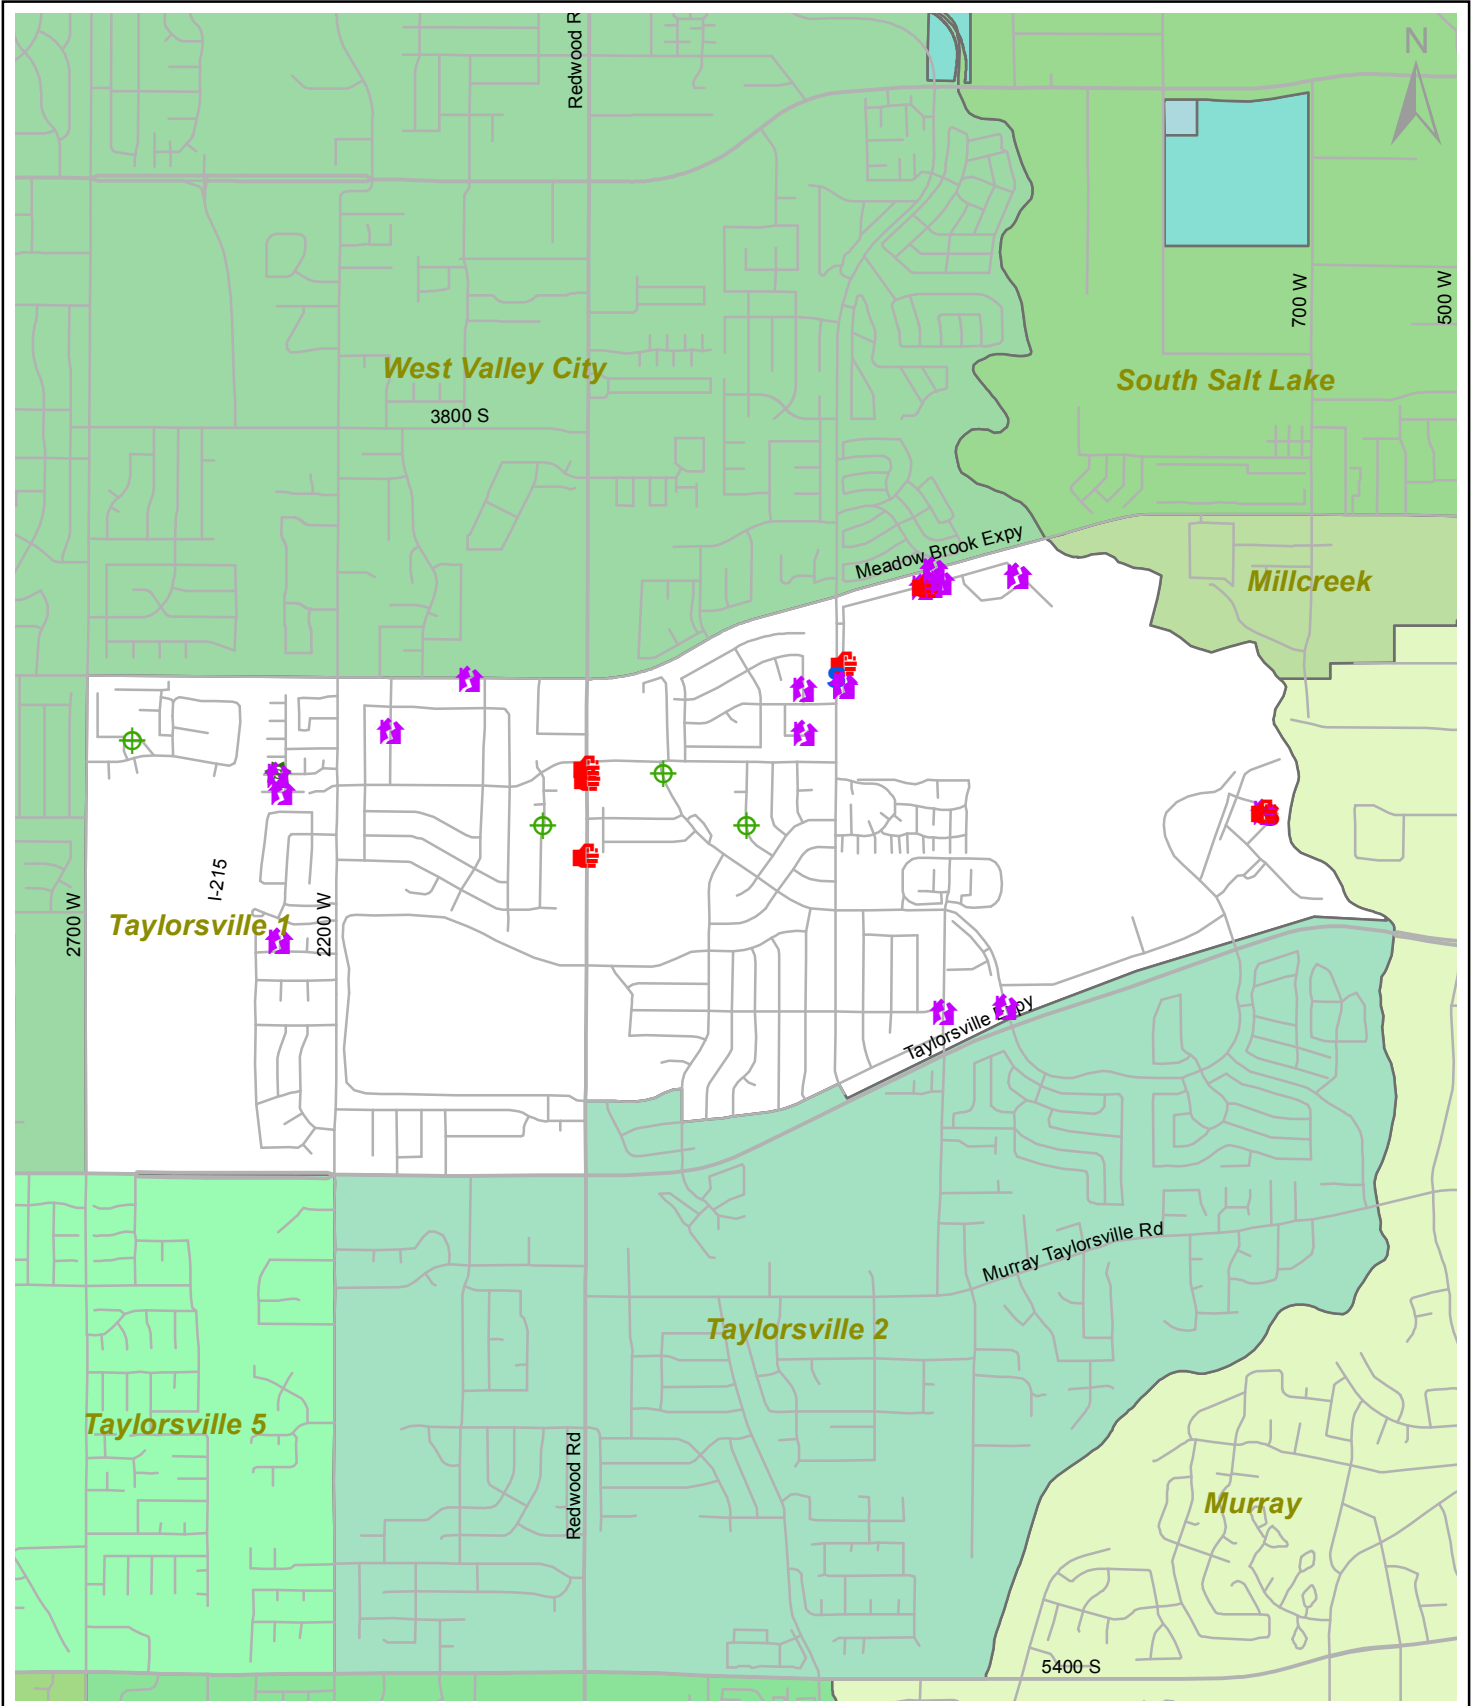 Redwood R
N
700 W
500 W
West Valley City
South Salt Lake
3800 S
Meadow Brook Expy
Millcreek
I-215
2700 W
Taylorsville 1
2200 W
Taylorsville Expy
Murray Taylorsville Rd
Taylorsville 2
Taylorsville 5
Redwood Rd
Murray
5400 S